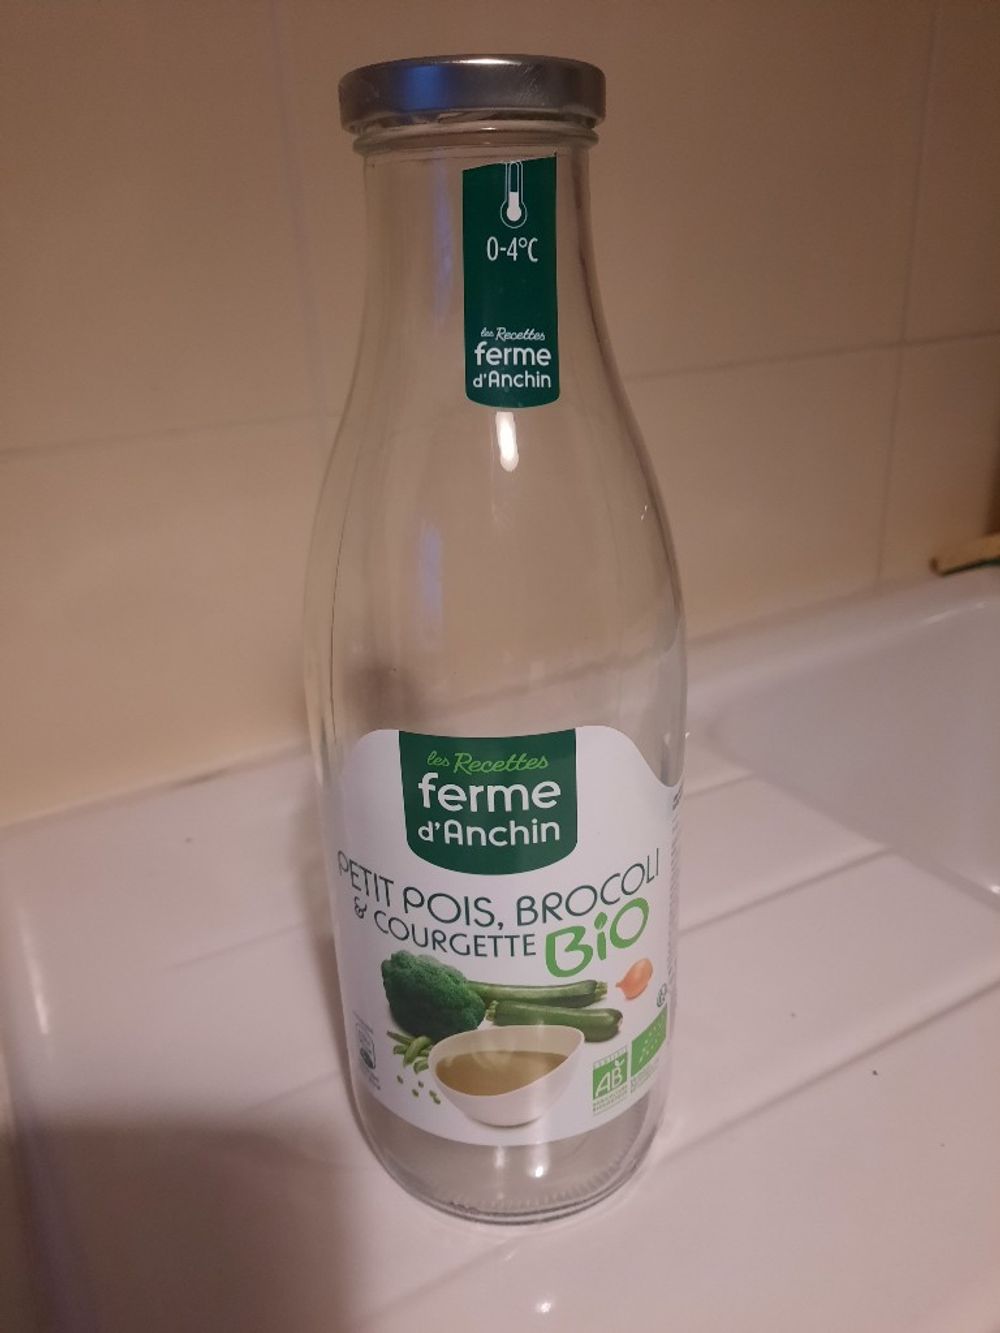 0-4°C
les Recettes
ferme
d'Anchin
les Recettes
ferme
d'Anchin
PETIT POIS, BROCOLI
& COURGETTE BiO
AB